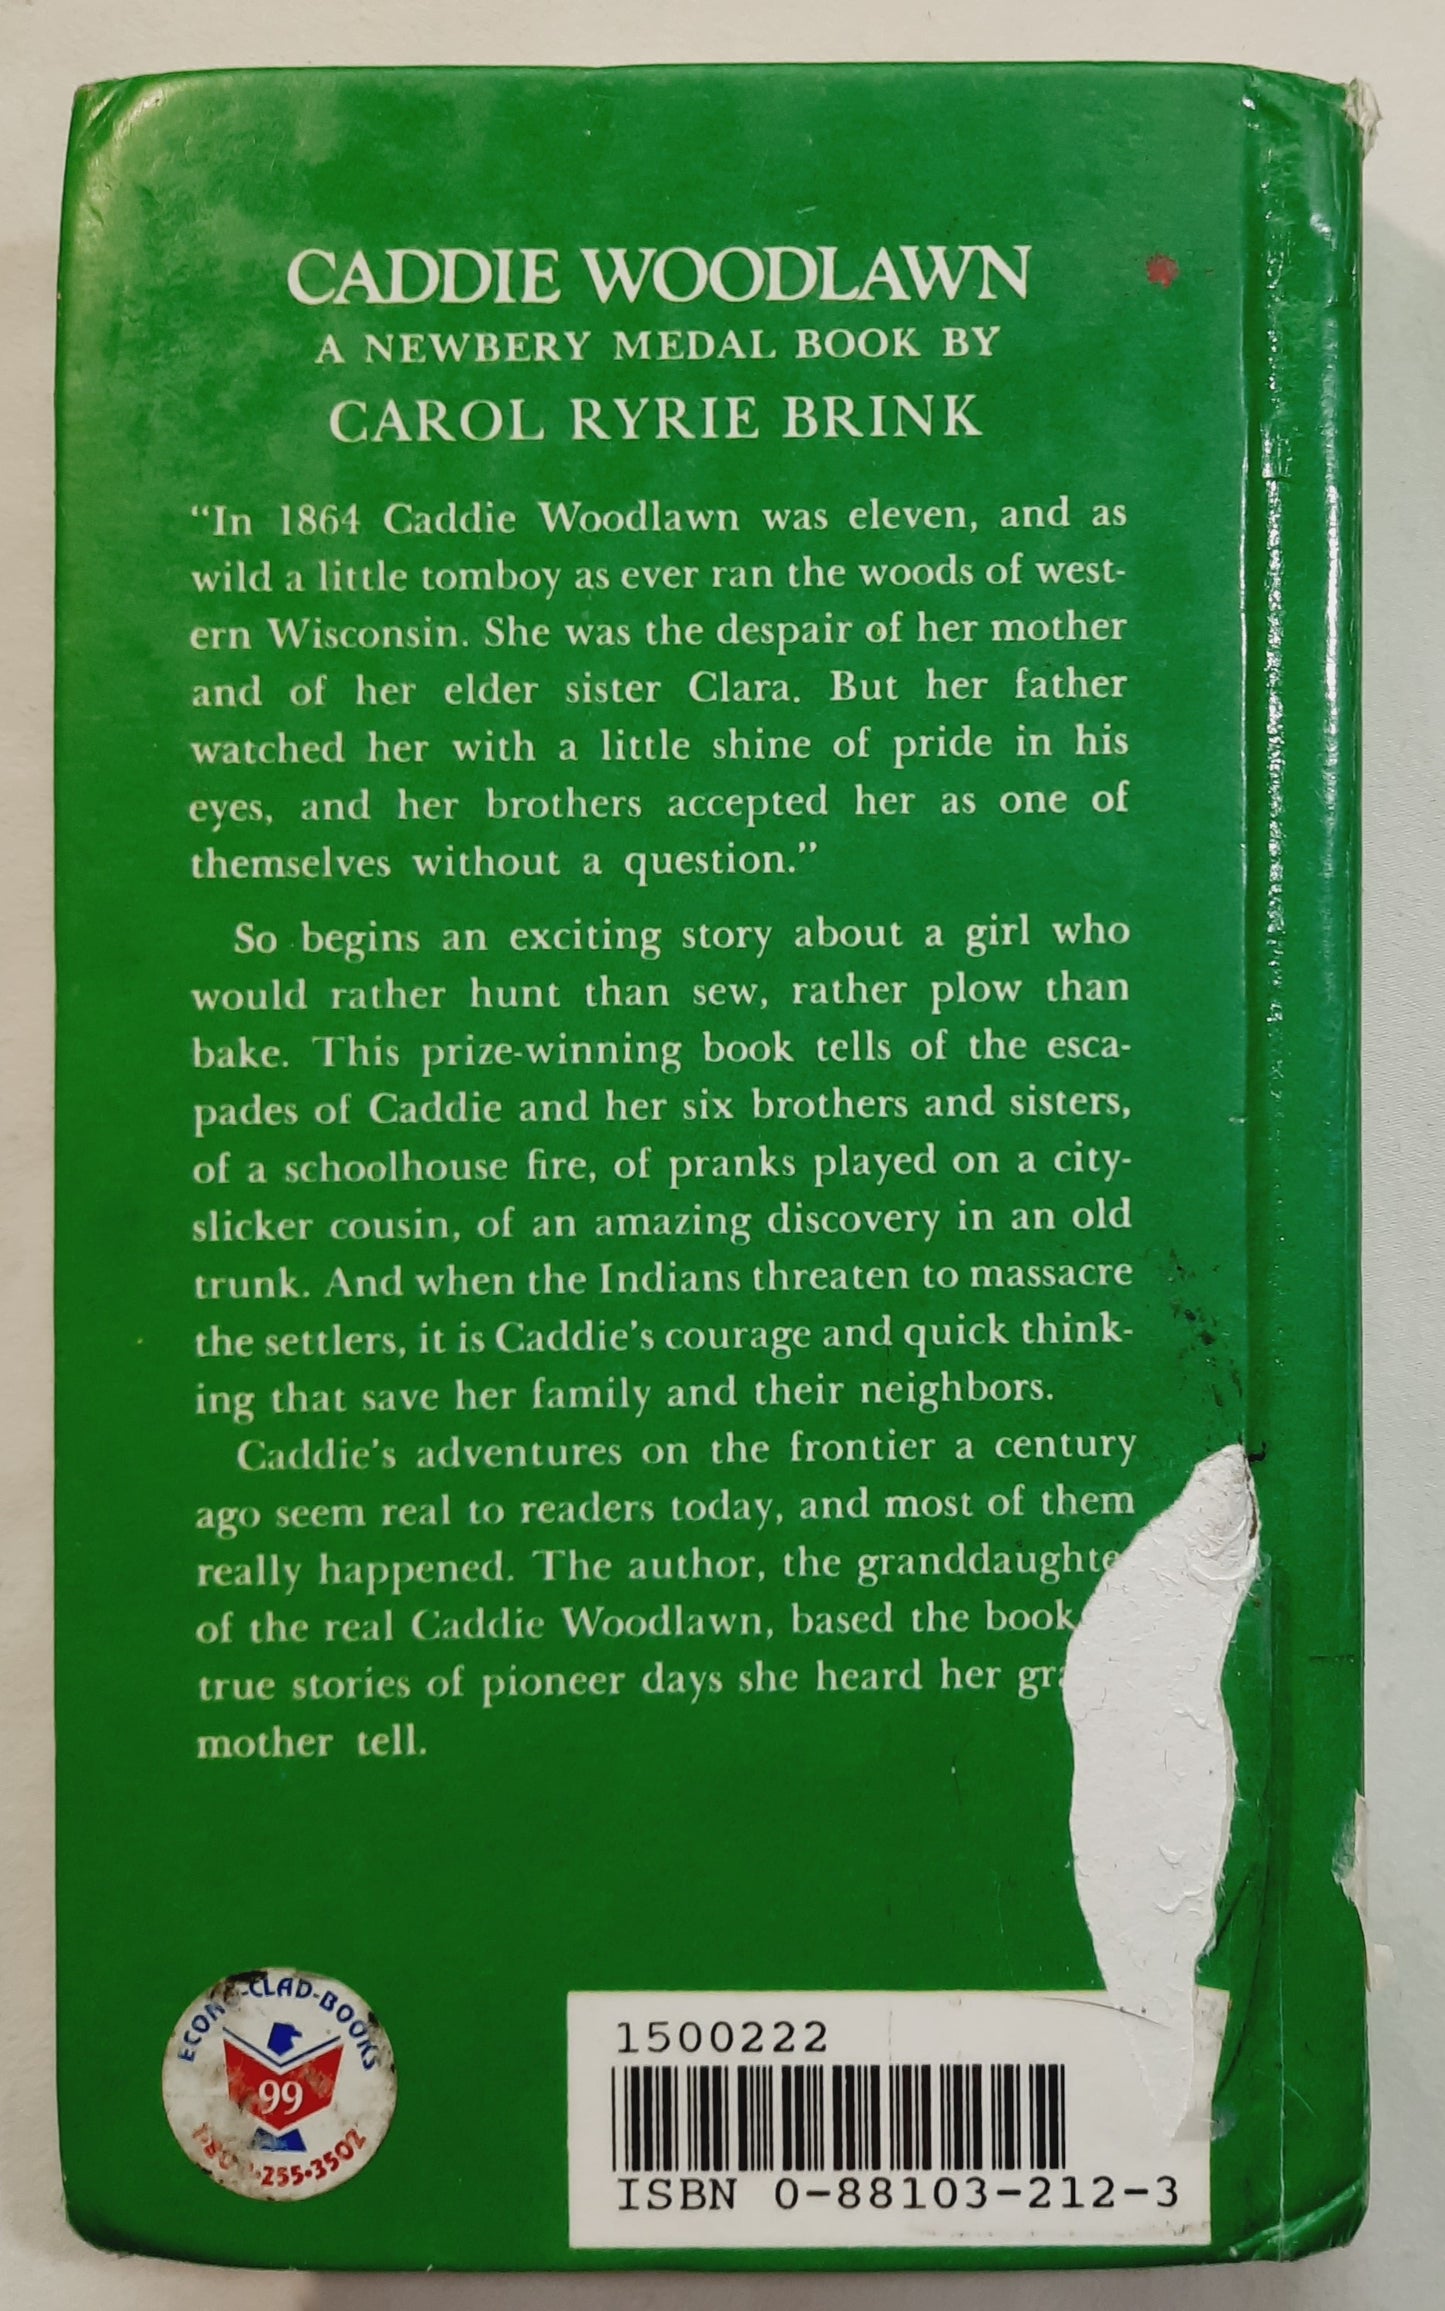 CADDIE WOODLAWN
A NEWBERY MEDAL BOOK BY
CAROL RYRIE BRINK
“In 1864 Caddie Woodlawn was eleven, and as
wild a little tomboy as ever ran the woods of west-
ern Wisconsin. She was the despair of her mother
and of her elder sister Clara. But her father
watched her with a little shine of pride in his
eyes, and her brothers accepted her as one of
themselves without a question.”
So begins an exciting story about a girl who
would rather hunt than sew, rather plow than
bake. This prize-winning book tells of the esca-
pades of Caddie and her six brothers and sisters,
of a schoolhouse fire, of pranks played on a city-
slicker cousin, of an amazing discovery in an old
trunk. And when the Indians threaten to massacre
the settlers, it is Caddie’s courage and quick think-
ing that save her family and their neighbors.
Caddie’s adventures on the frontier a century
ago seem real to readers today, and most of them
really happened. The author, the
of the real Caddie Woodlawn, based the book
true stories of pioneer days she heard her
mother tell.
-CLAD-BOOKS
99
255•3502
1500222
ISBN 0-88103-212-3